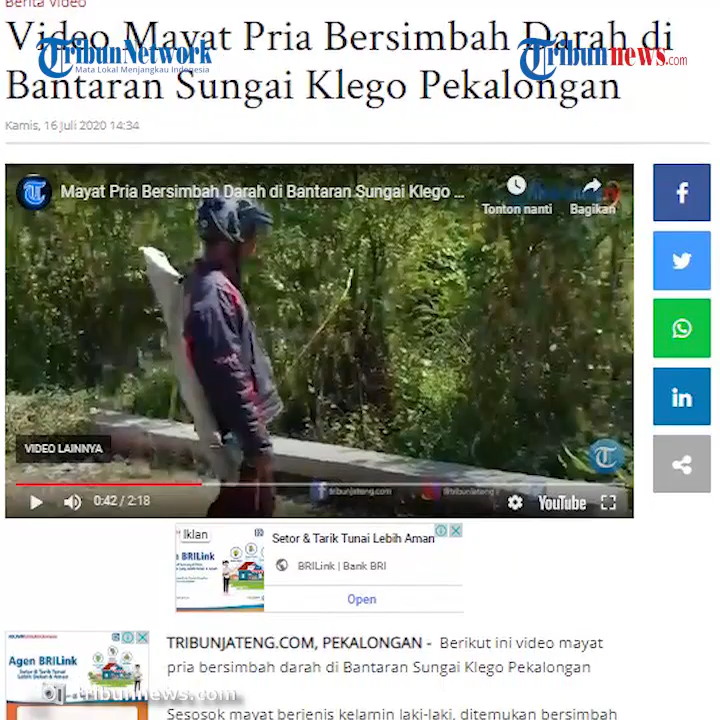 Berita Video
Video Mayat Pria Bersimbah Darah di
Bantaran Sungai Klego Pekalongan
Tribun Network
Mata Lokal Menjangkau Indonesia
Tribunnews.com
Kamis, 16 Juli 2020 14:34
Mayat Pria Bersimbah Darah di Bantaran Sungai Klego ...
Tonton nanti
Bagikan
VIDEO LAINNYA
0:42 / 2:18
tribunjateng.com
@tribunjateng
YouTube
Iklan
BRILink
Setor & Tarik Tunai Lebih Aman
BRILink | Bank BRI
Open
Agen BRILink
TRIBUNJATENG.COM, PEKALONGAN - Berikut ini video mayat
pria bersimbah darah di Bantaran Sungai Klego Pekalongan
tribunnews.com
Sesosok mayat berjenis kelamin laki-laki, ditemukan bersimbah